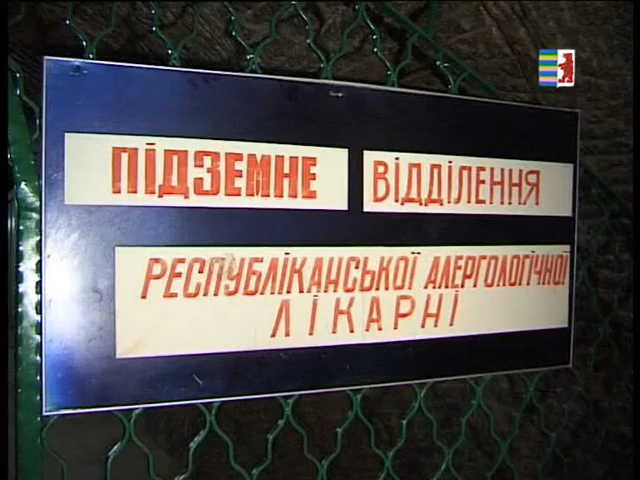 ПІДЗЕМНЕ ВІДДІЛЕННЯ
РЕСПУБЛІКАНСЬКОЇ АЛЕРГОЛОГІЧНОЇ
ЛІКАРНІ